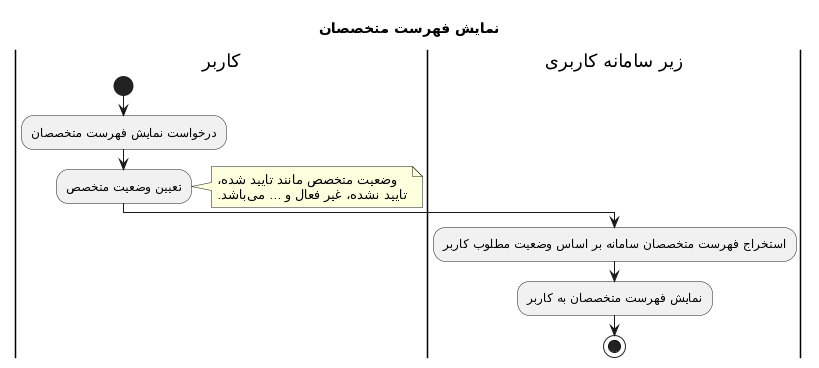 نمایش فهرست متخصصان
کاربر
زیر سامانه کاربری
درخواست نمایش فهرست متخصصان
تعیین وضعیت متخصص
وضعیت متخصص مانند تایید شده،
تایید نشده، غیر فعال و ... می‌باشد.
استخراج فهرست متخصصان سامانه بر اساس وضعیت مطلوب کاربر
نمایش فهرست متخصصان به کاربر